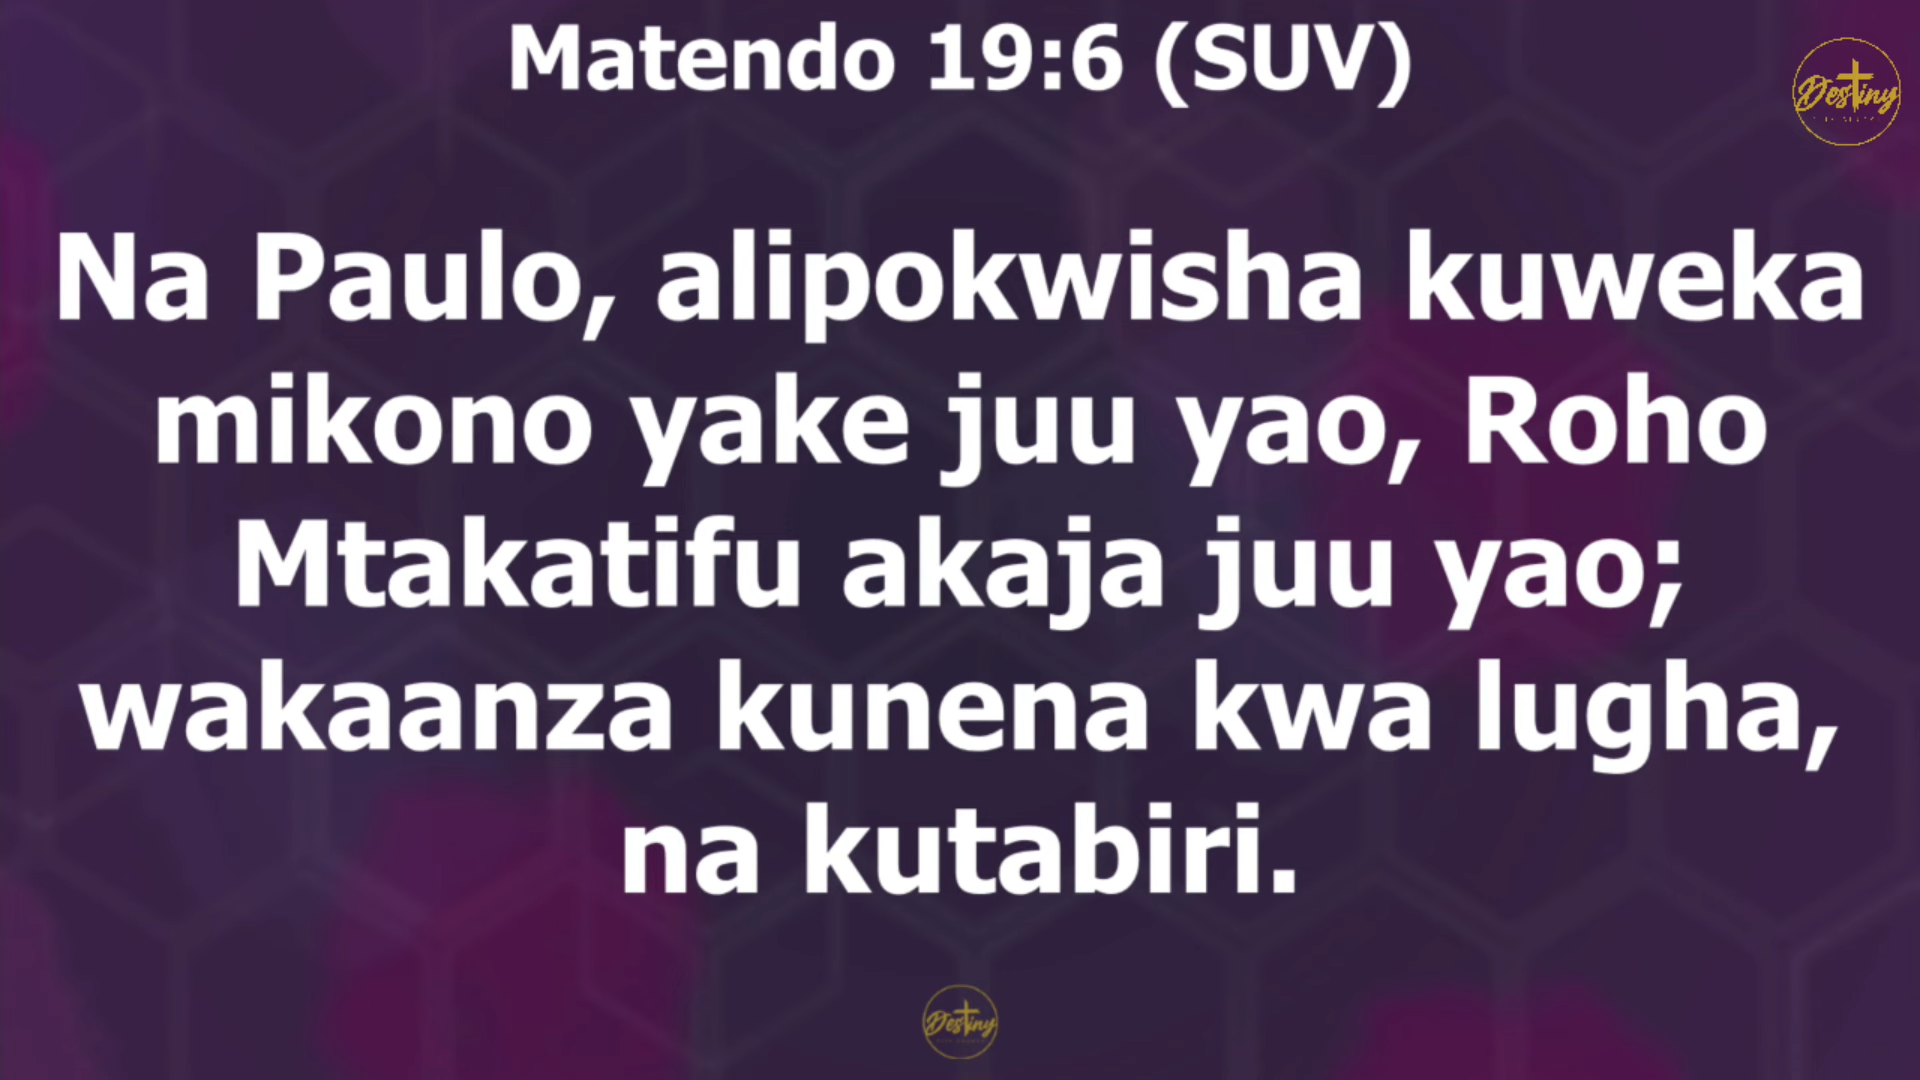 Matendo 19:6 (SUV)
Destiny
Na Paulo, alipokwisha kuweka
mikono yake juu yao, Roho
Mtakatifu akaja juu yao;
wakaanza kunena kwa lugha,
na kutabiri.
Destiny